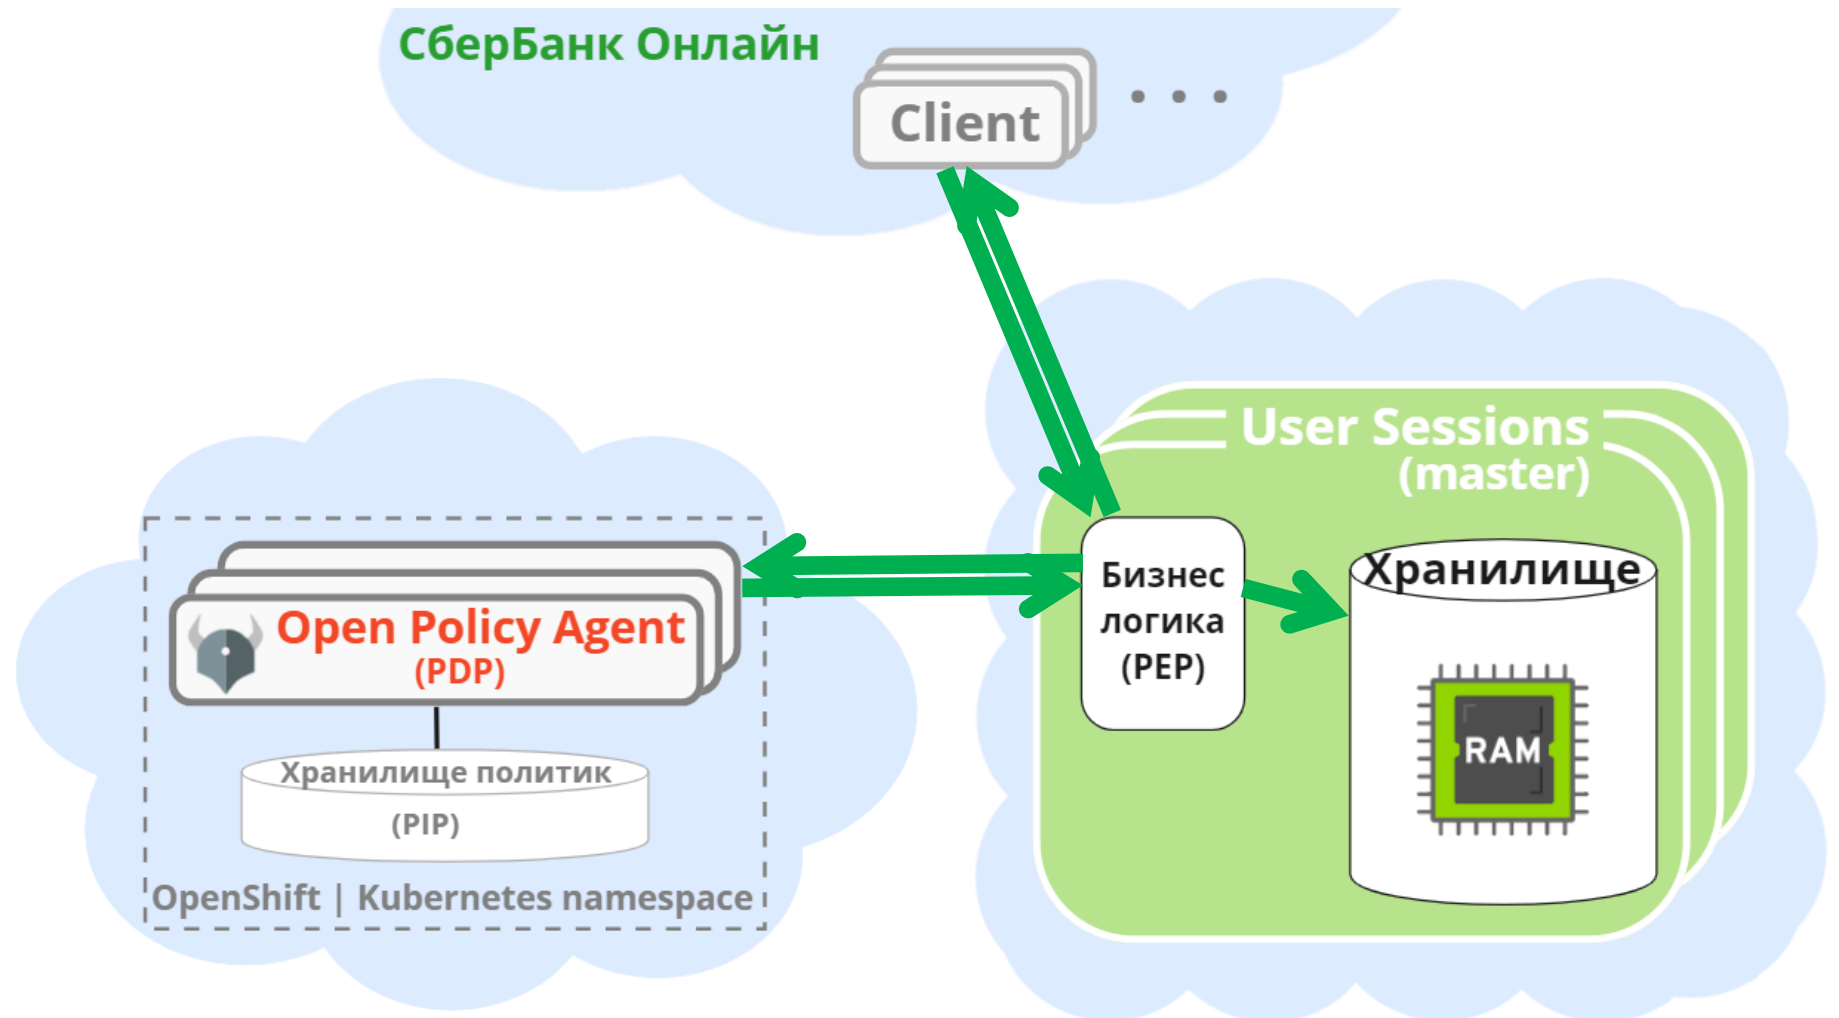 СберБанк Онлайн
Client
. . .
User Sessions
(master)
Бизнес
логика
(PEP)
Хранилище
RAM
Open Policy Agent
(PDP)
Хранилище политик
(PIP)
OpenShift | Kubernetes namespace